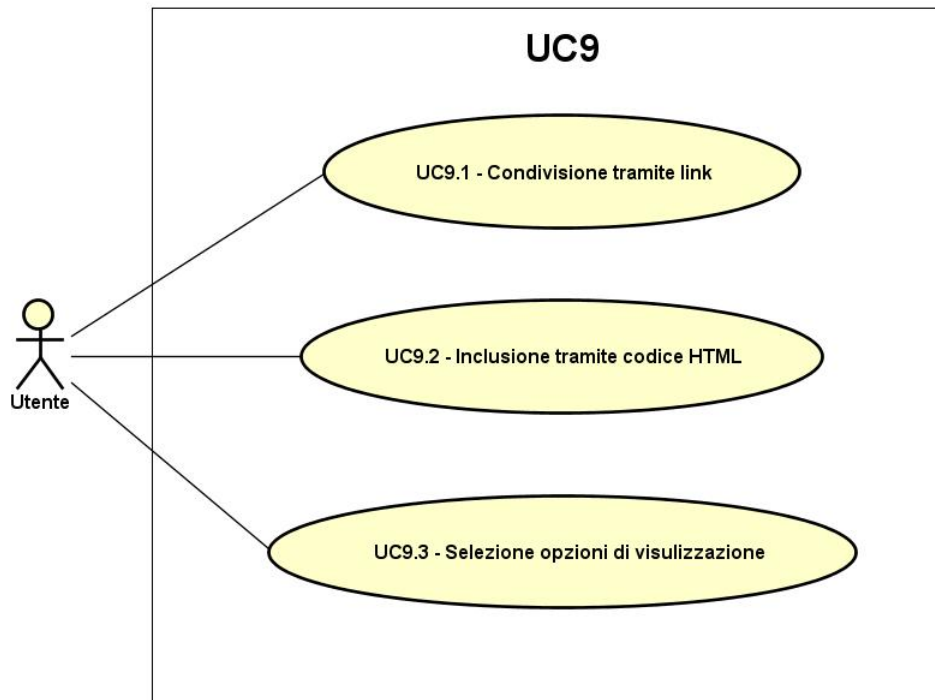 UC9
UC9.1 - Condivisione tramite link
UC9.2 - Inclusione tramite codice HTML
Utente
UC9.3 - Selezione opzioni di visulizzazione